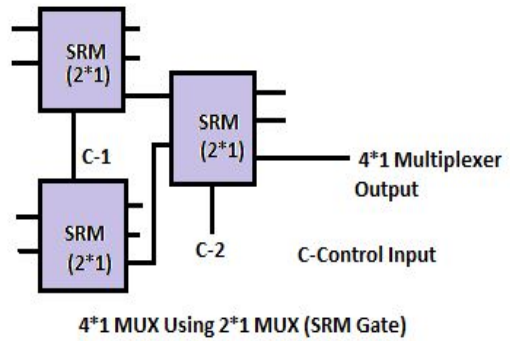 SRM
(2*1)
SRM
(2*1)
C-1
4*1 Multiplexer
Output
SRM
(2*1)
C-2
C-Control Input
4*1 MUX Using 2*1 MUX (SRM Gate)